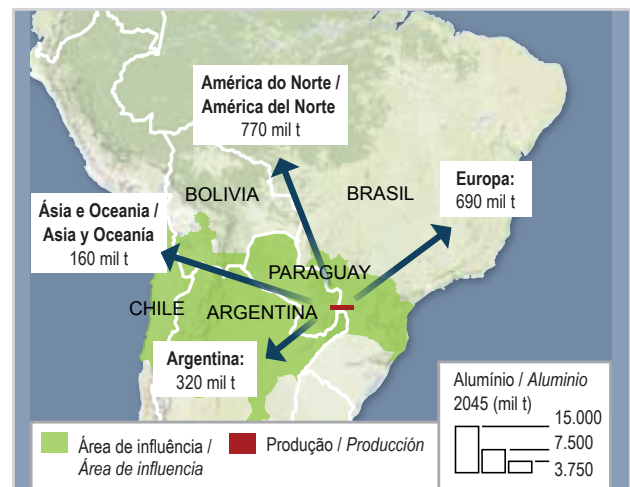 América do Norte /
América del Norte
770 mil t
BOLIVIA
BRASIL
Europa:
690 mil t
Ásia e Oceania /
Asia y Oceanía
160 mil t
PARAGUAY
CHILE
ARGENTINA
Argentina:
320 mil t
Área de influência /
Área de influencia
Produção / Producción
Alumínio / Aluminio
2045 (mil t)
15.000
7.500
3.750